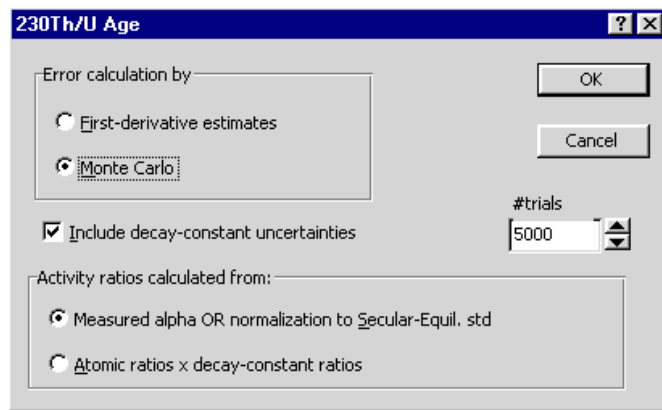 230Th/U Age
Error calculation by
OK
First-derivative estimates
Cancel
Monte Carlo
#trials
Include decay-constant uncertainties
5000
Activity ratios calculated from:
Measured alpha OR normalization to Secular-Equil. std
Atomic ratios x decay-constant ratios